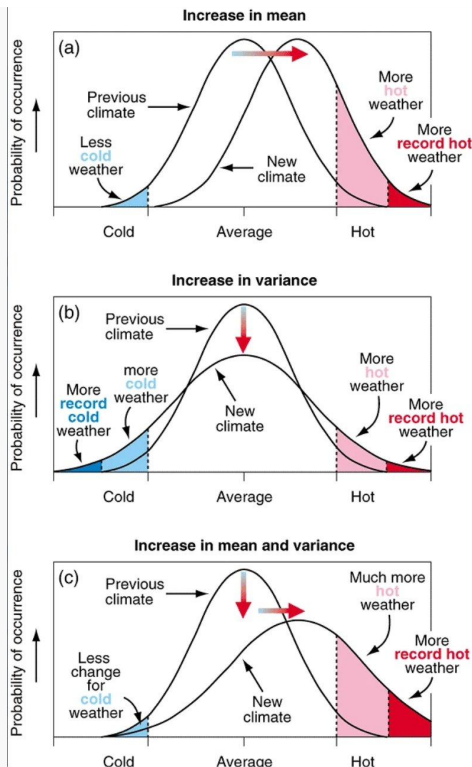 Increase in mean
(a)
Probability of occurrence
Previous
climate
Less
cold
weather
New
climate
More
hot
weather
More
record hot
weather
Cold
Average
Hot
Increase in variance
(b)
Probability of occurrence
Previous
climate
More
record
cold
weather
more
cold
weather
New
climate
More
hot
weather
More
record hot
weather
Cold
Average
Hot
Increase in mean and variance
(c)
Probability of occurrence
Previous
climate
Less
change
for
cold
weather
New
climate
Much more
hot
weather
More
record hot
weather
Cold
Average
Hot